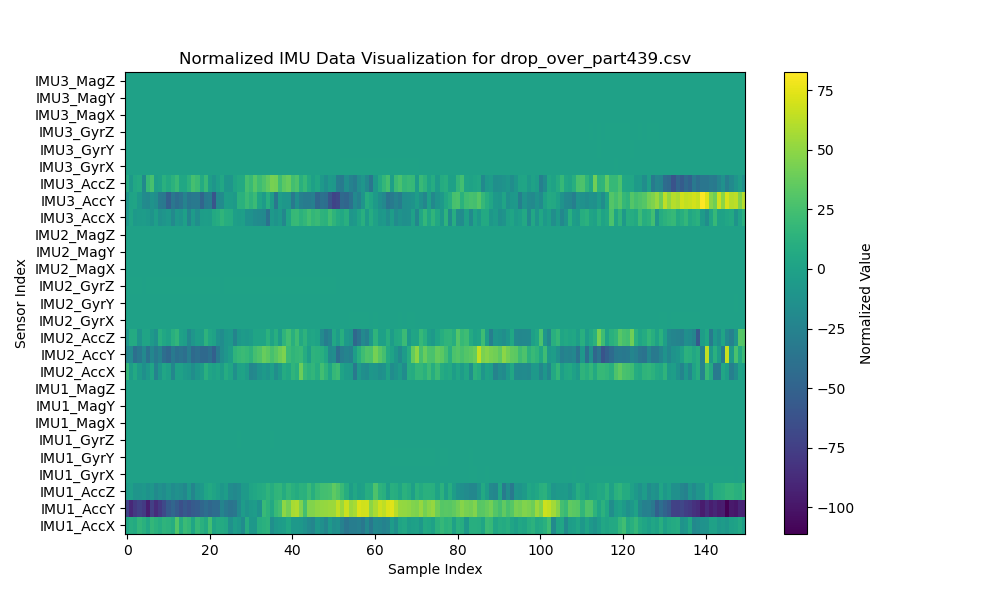 Normalized IMU Data Visualization for drop_over_part439.csv
IMU3_MagZ
IMU3_MagY
IMU3_MagX
IMU3_GyrZ
IMU3_GyrY
IMU3_GyrX
IMU3_AccZ
IMU3_AccY
IMU3_AccX
IMU2_MagZ
IMU2_MagY
IMU2_MagX
IMU2_GyrZ
IMU2_GyrY
IMU2_GyrX
IMU2_AccZ
IMU2_AccY
IMU2_AccX
IMU1_MagZ
IMU1_MagY
IMU1_MagX
IMU1_GyrZ
IMU1_GyrY
IMU1_GyrX
IMU1_AccZ
IMU1_AccY
IMU1_AccX
Sensor Index
0 20 40 60 80 100 120 140
Sample Index
75
50
25
0
−25
−50
−75
−100
Normalized Value